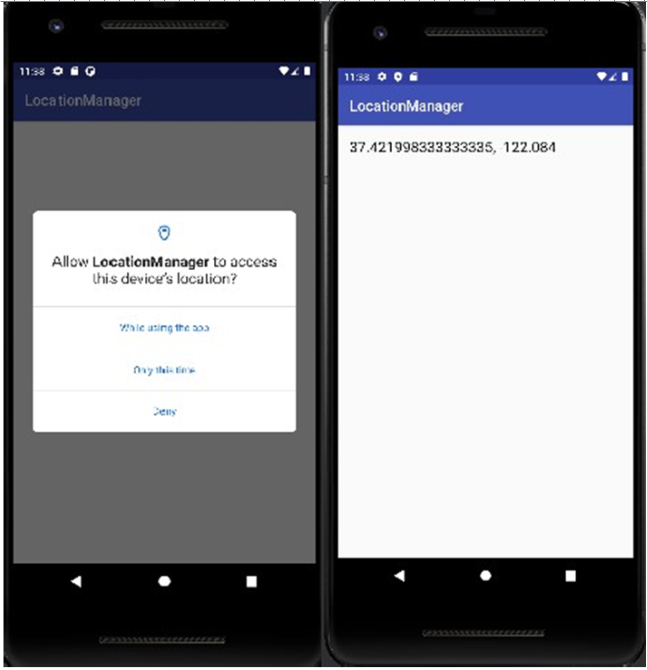 11:38
LocationManager
Allow LocationManager to access
this device's location?
While using the app
Only this time
Deny
11:38
LocationManager
37.421998333333335, -122.084